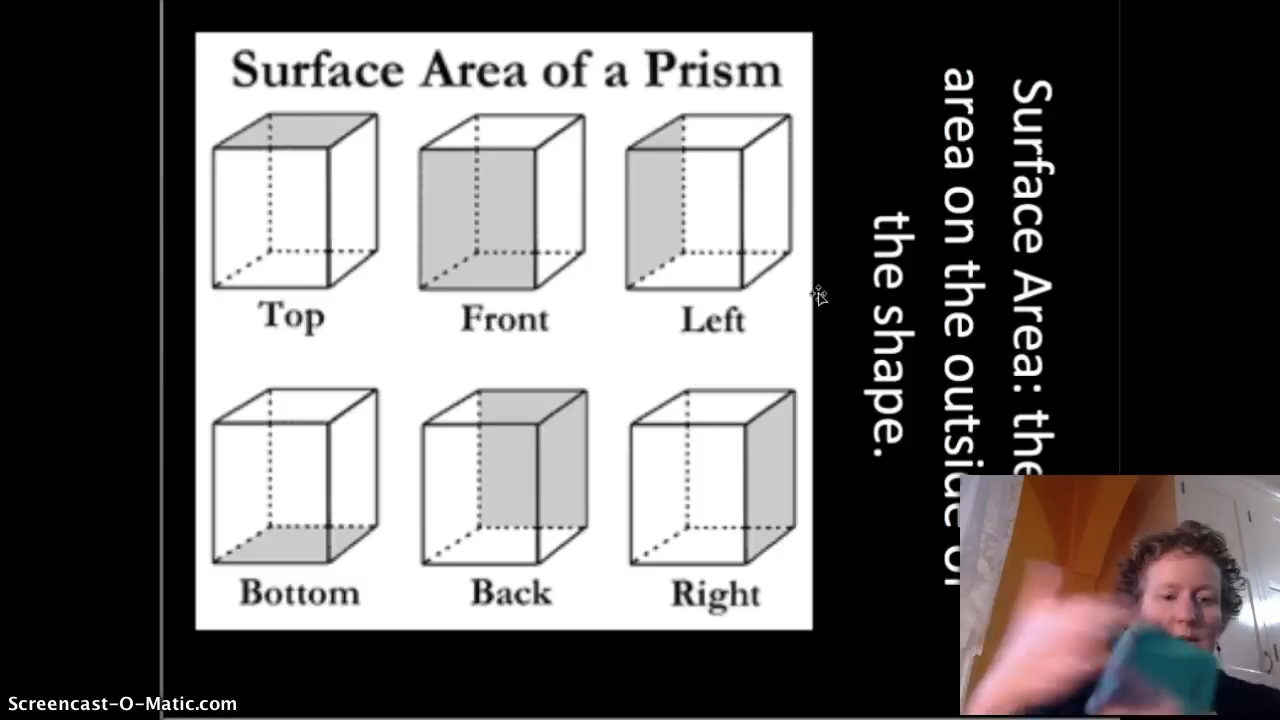 Surface Area of a Prism
Top
Front
Left
Bottom
Back
Right
Surface Area: the
area on the outside of
the shape.
Screencast-O-Matic.com